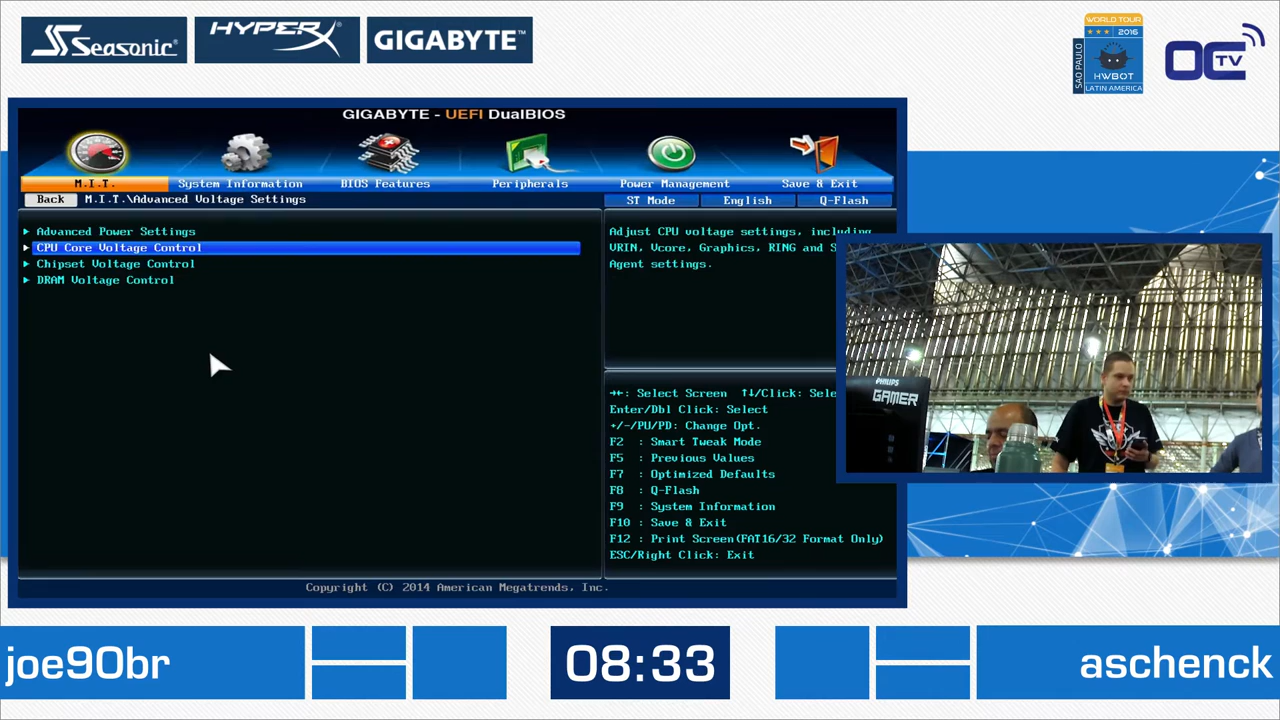 Seasonic®
HYPERX®
GIGABYTE™
WORLD TOUR
2016
SAO PAULO
HWBOT
LATIN AMERICA
OC TV
GIGABYTE - UEFI DualBIOS
M.I.T. System Information BIOS Features Peripherals Power Management Save & Exit
Back M.I.T.\Advanced Voltage Settings ST Mode English Q-Flash
Advanced Power Settings
CPU Core Voltage Control
Chipset Voltage Control
DRAM Voltage Control
Adjust CPU voltage settings, including
VRIN, Vcore, Graphics, RING and S
Agent settings.
→←: Select Screen ↑↓/Click: Sele
Enter/Dbl Click: Select
+/-/PU/PD: Change Opt.
F2 : Smart Tweak Mode
F5 : Previous Values
F7 : Optimized Defaults
F8 : Q-Flash
F9 : System Information
F10 : Save & Exit
F12 : Print Screen(FAT16/32 Format Only)
ESC/Right Click: Exit
Copyright (C) 2014 American Megatrends, Inc.
PHILIPS
GAMER
joe90br
08:33
aschenck